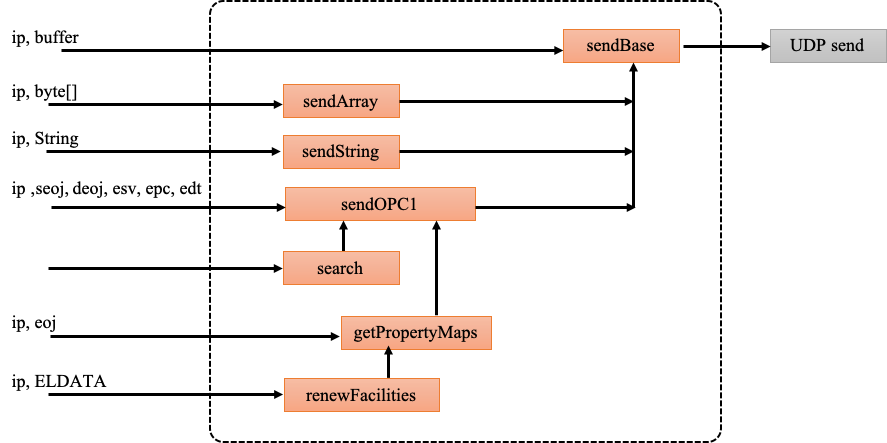 ip, buffer
sendBase
UDP send
ip, byte[]
sendArray
ip, String
sendString
ip ,seoj, deoj, esv, epc, edt
sendOPC1
search
ip, eoj
getPropertyMaps
ip, ELDATA
renewFacilities